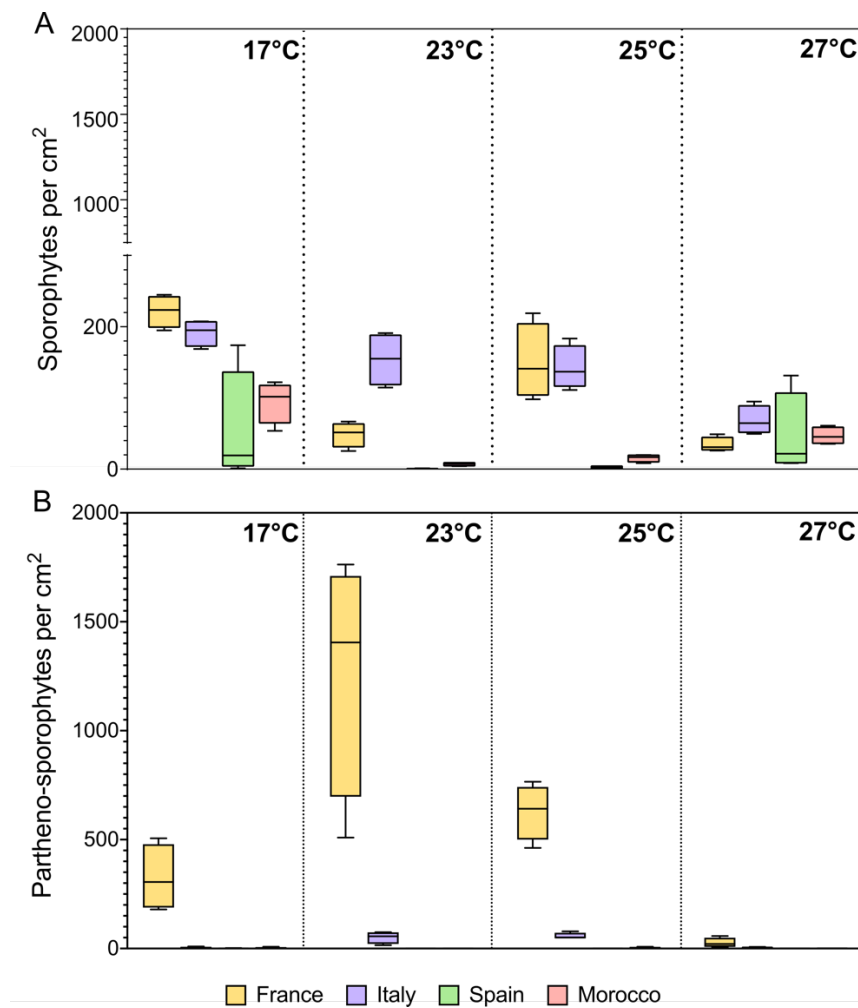 A
2000
17°C 23°C 25°C 27°C
1500
1000
200
0
Sporophytes per cm²
B
2000
17°C 23°C 25°C 27°C
1500
1000
500
0
Partheno-sporophytes per cm²
France Italy Spain Morocco